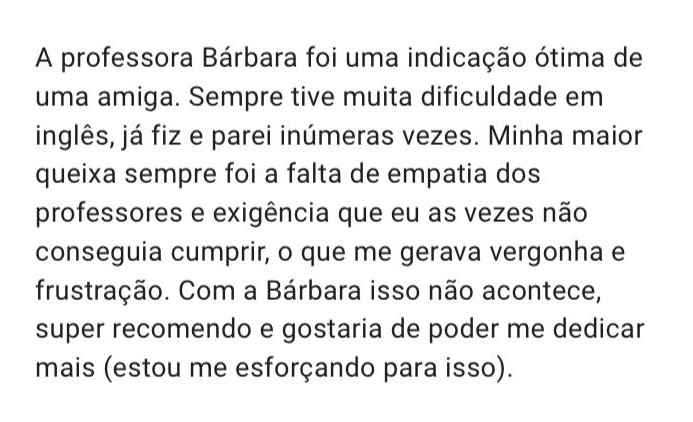 A professora Bárbara foi uma indicação ótima de
uma amiga. Sempre tive muita dificuldade em
inglês, já fiz e parei inúmeras vezes. Minha maior
queixa sempre foi a falta de empatia dos
professores e exigência que eu as vezes não
conseguia cumprir, o que me gerava vergonha e
frustração. Com a Bárbara isso não acontece,
super recomendo e gostaria de poder me dedicar
mais (estou me esforçando para isso).